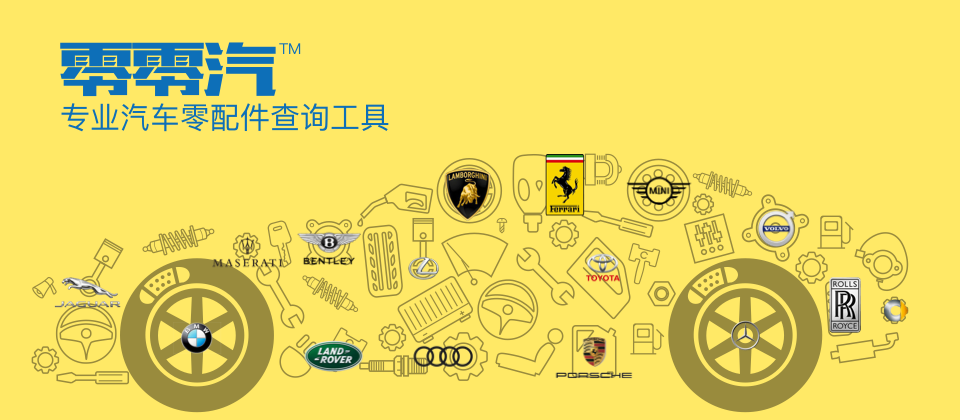 零零汽™
专业汽车零配件查询工具
LAMBORGHINI
Ferrari
MINI
VOLVO
MASERATI
BENTLEY
TOYOTA
JAGUAR
ROLLS
RR
ROYCE
BMW
LAND-
-ROVER
PORSCHE